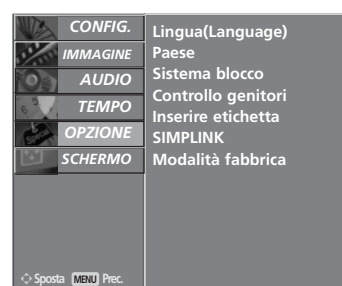 CONFIG.
IMMAGINE
AUDIO
TEMPO
OPZIONE
SCHERMO
Lingua(Language)
Paese
Sistema blocco
Controllo genitori
Inserire etichetta
SIMPLINK
Modalità fabbrica
Sposta MENU Prec.